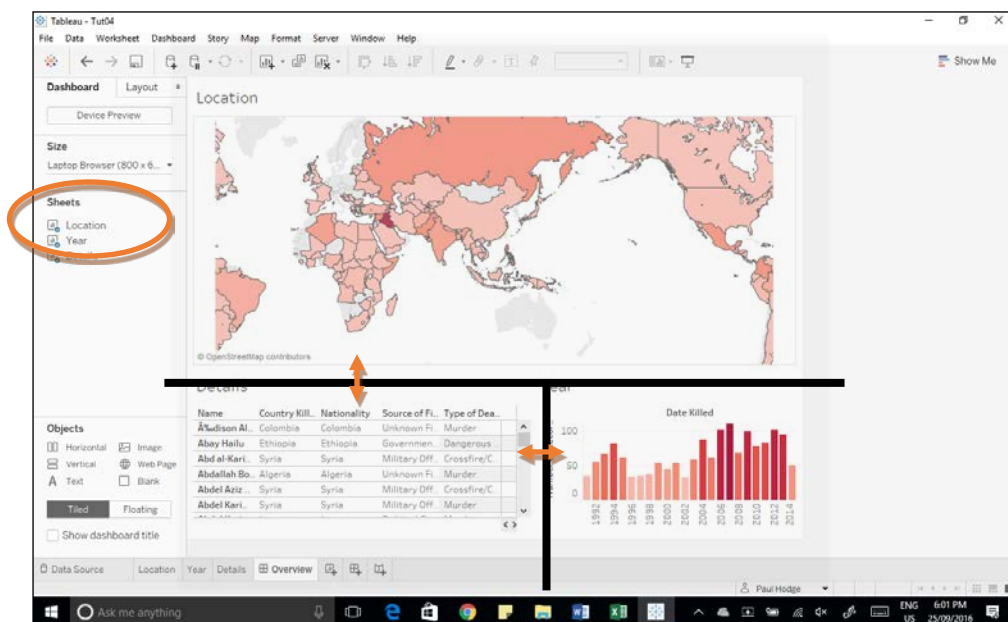 Tableau - Tut04
File Data Worksheet Dashboard Story Map Format Server Window Help
Show Me
Dashboard Layout
Device Preview
Size
Laptop Browser (800 x 6...
Sheets
Location
Year
Objects
Horizontal Image
Vertical Web Page
A Text Blank
Tiled Floating
Show dashboard title
Location
© OpenStreetMap contributors
Details
Name Country Kill.. Nationality Source of Fi.. Type of Dea..
Colombia Colombia Unknown Fi.. Murder
Abay Hailu Ethiopia Ethiopia Governmen.. Dangerous
Abd al-Kari.. Syria Syria Military Off.. Crossfire/C
Abdallah Bo.. Algeria Algeria Unknown Fi.. Murder
Abdel Aziz .. Syria Syria Military Off.. Crossfire/C
Abdel Kari.. Syria Syria Military Off.. Murder
Date Killed
100
50
0
1992 1994 1996 1998 2000 2002 2004 2006 2008 2010 2012 2014
Data Source Location Year Details Overview
Paul Hodge
Ask me anything
ENG 6:01 PM
US 25/09/2016